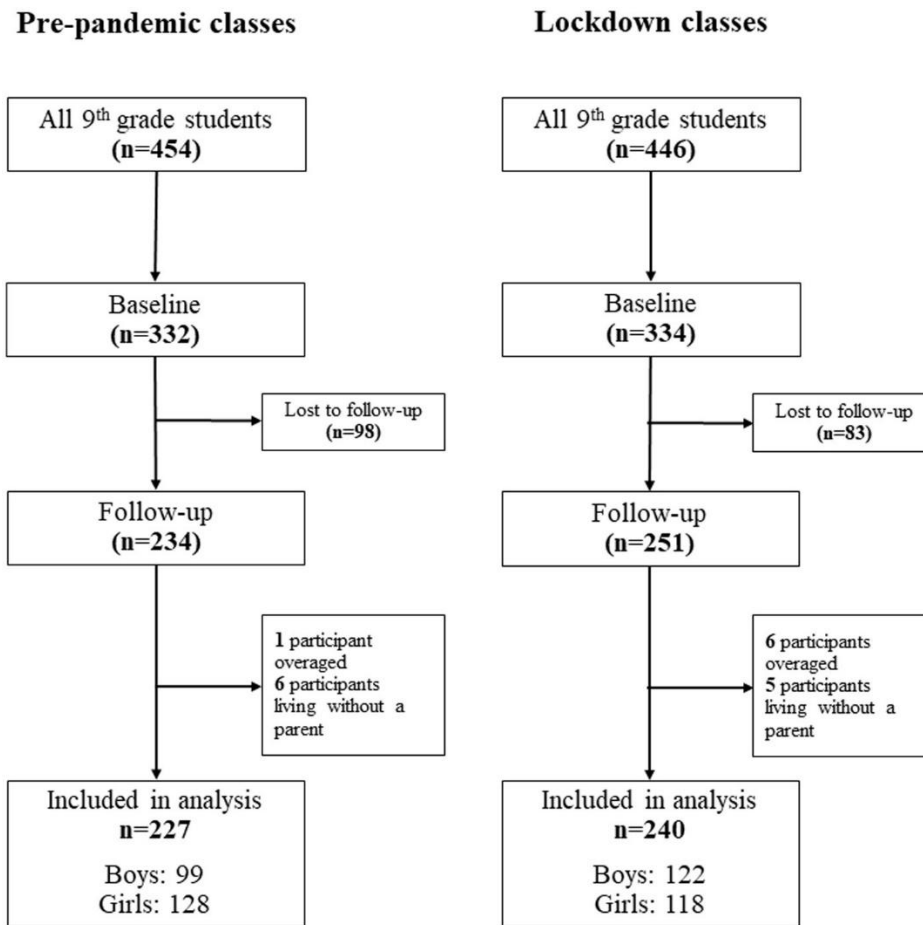 Pre-pandemic classes
All 9th grade students
(n=454)
Baseline
(n=332)
Lost to follow-up
(n=98)
Follow-up
(n=234)
1 participant
overaged
6 participants
living without a
parent
Included in analysis
n=227
Boys: 99
Girls: 128
Lockdown classes
All 9th grade students
(n=446)
Baseline
(n=334)
Lost to follow-up
(n=83)
Follow-up
(n=251)
6 participants
overaged
5 participants
living without a
parent
Included in analysis
n=240
Boys: 122
Girls: 118